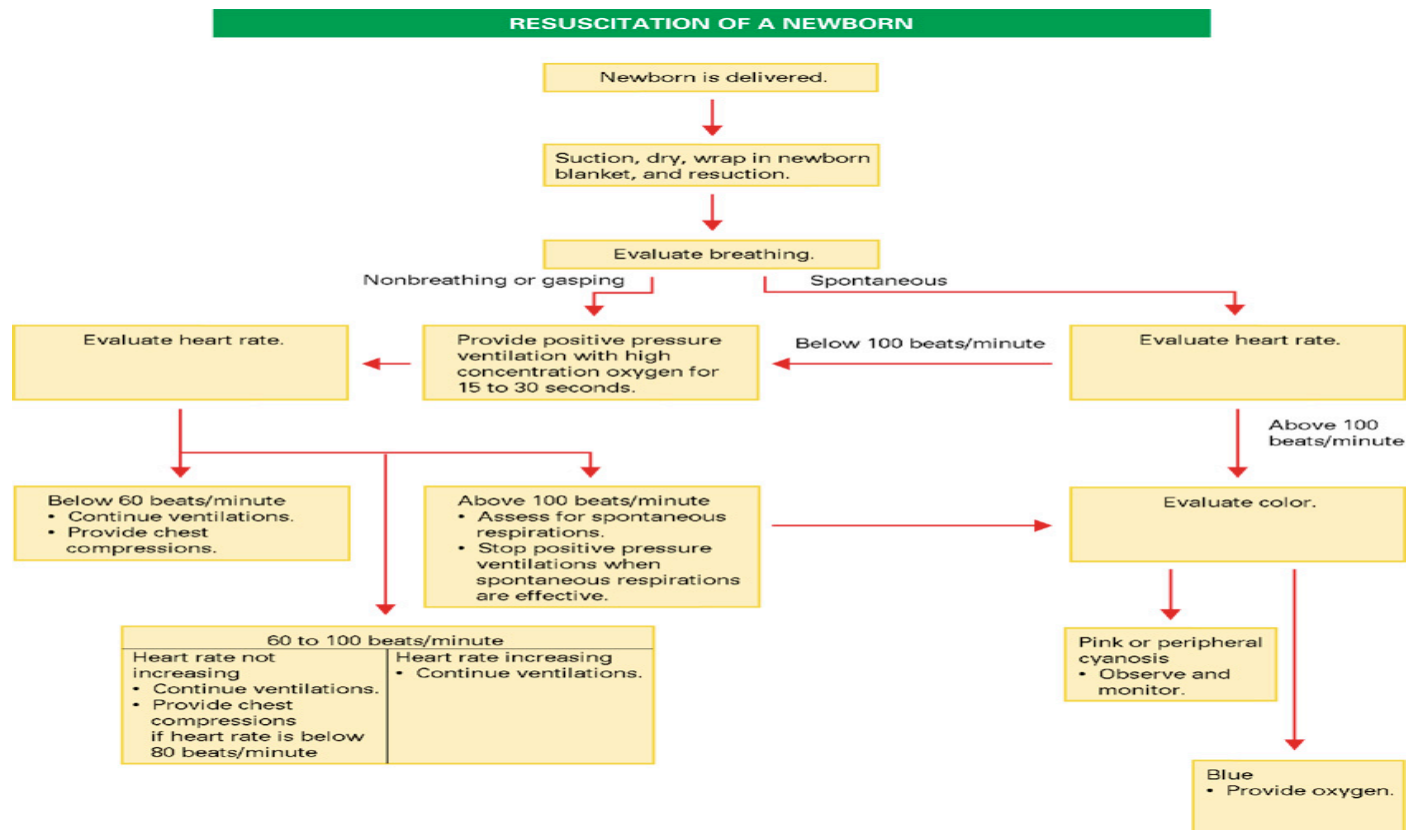 RESUSCITATION OF A NEWBORN
Newborn is delivered.
Suction, dry, wrap in newborn
blanket, and resuction.
Evaluate breathing.
Nonbreathing or gasping
Spontaneous
Evaluate heart rate.
Provide positive pressure
ventilation with high
concentration oxygen for
15 to 30 seconds.
Below 100 beats/minute
Evaluate heart rate.
Above 100
beats/minute
Below 60 beats/minute
• Continue ventilations.
• Provide chest
compressions.
Above 100 beats/minute
• Assess for spontaneous
respirations.
• Stop positive pressure
ventilations when
spontaneous respirations
are effective.
Evaluate color.
60 to 100 beats/minute
Heart rate not
increasing
• Continue ventilations.
• Provide chest
compressions
if heart rate is below
80 beats/minute
Heart rate increasing
• Continue ventilations.
Pink or peripheral
cyanosis
• Observe and
monitor.
Blue
• Provide oxygen.